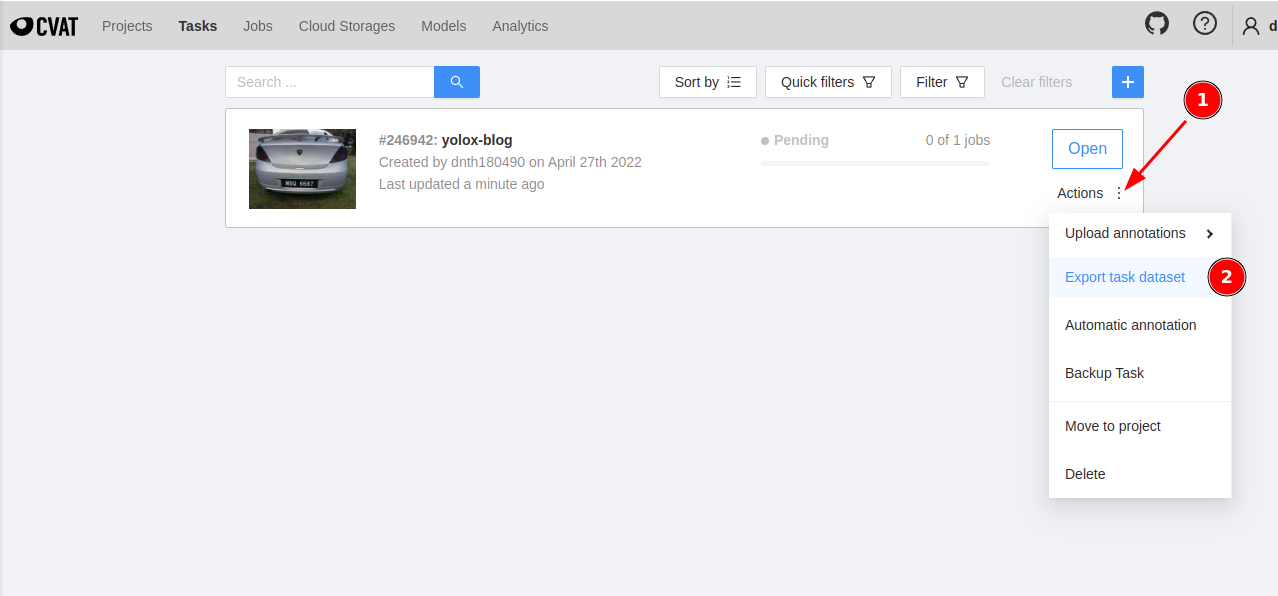 CVAT Projects Tasks Jobs Cloud Storages Models Analytics d
Search ... Sort by Quick filters Filter Clear filters
1
#246942: yolox-blog Pending 0 of 1 jobs Open
Created by dnth180490 on April 27th 2022
Last updated a minute ago
Actions
Upload annotations
Export task dataset 2
Automatic annotation
Backup Task
Move to project
Delete